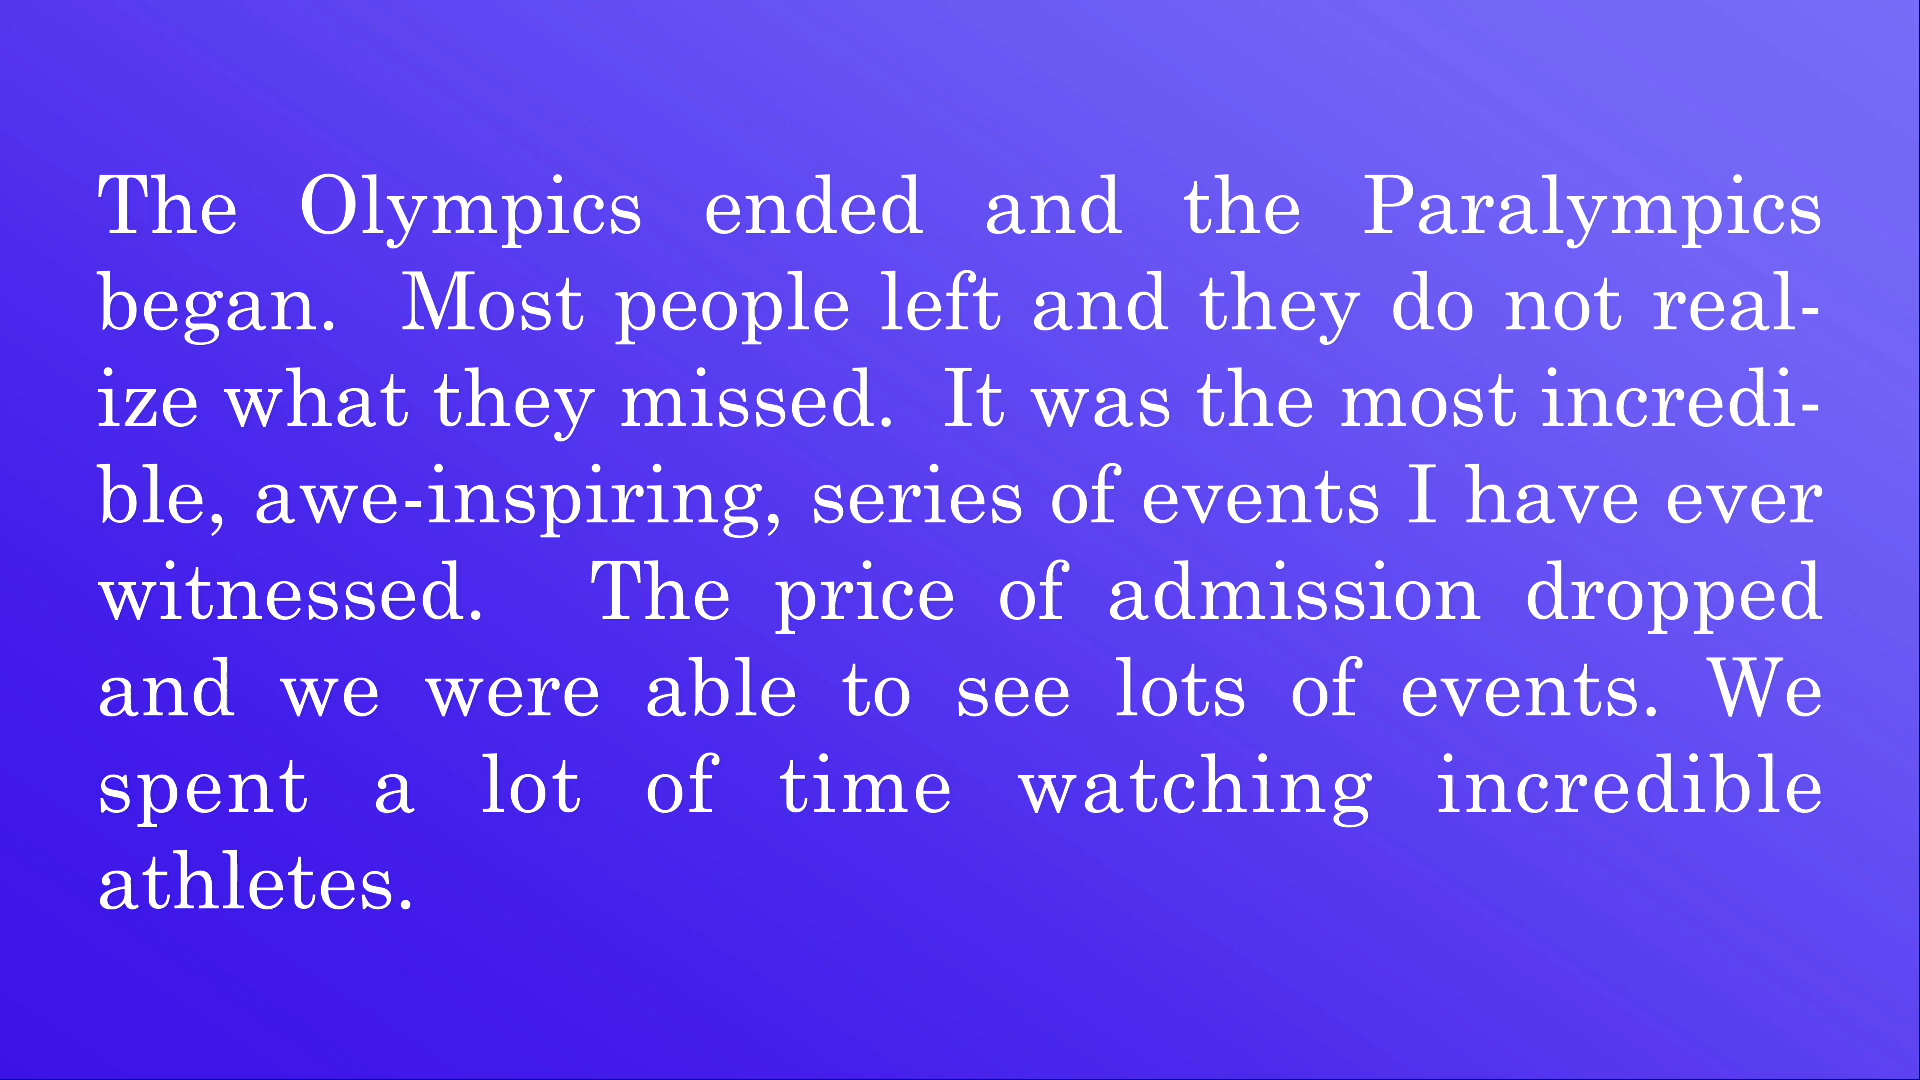 The Olympics ended and the Paralympics
began. Most people left and they do not real-
ize what they missed. It was the most incredi-
ble, awe-inspiring, series of events I have ever
witnessed. The price of admission dropped
and we were able to see lots of events. We
spent a lot of time watching incredible
athletes.